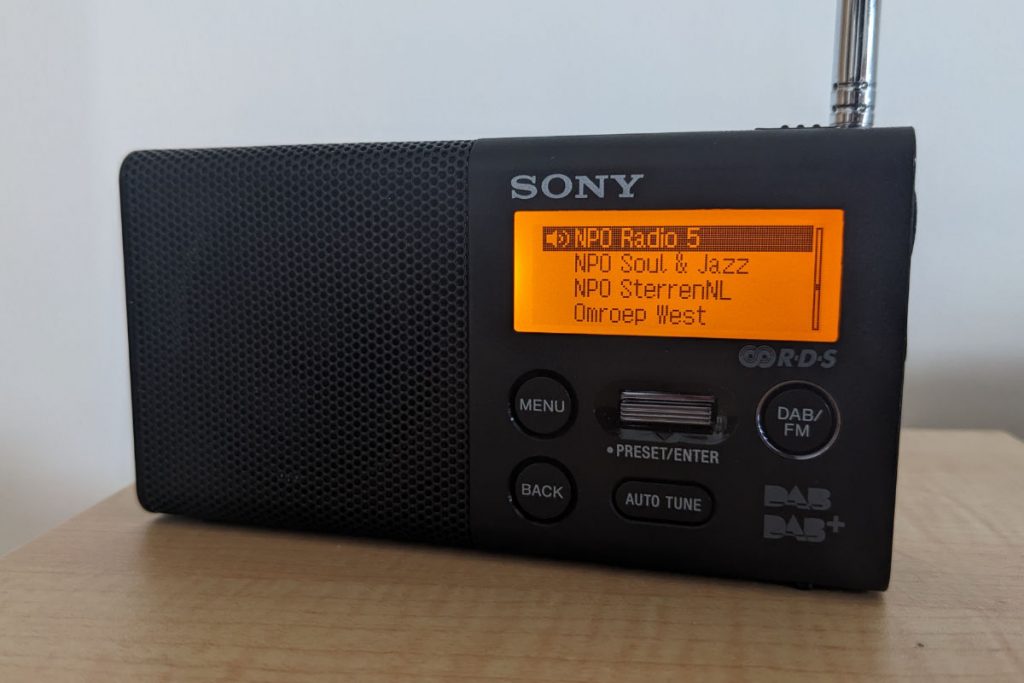 SONY
NPO Radio 5
NPO Soul & Jazz
NPO SterrenNL
Omroep West
R·D·S
MENU
DAB/
FM
• PRESET/ENTER
BACK
AUTO TUNE
DAB
DAB+